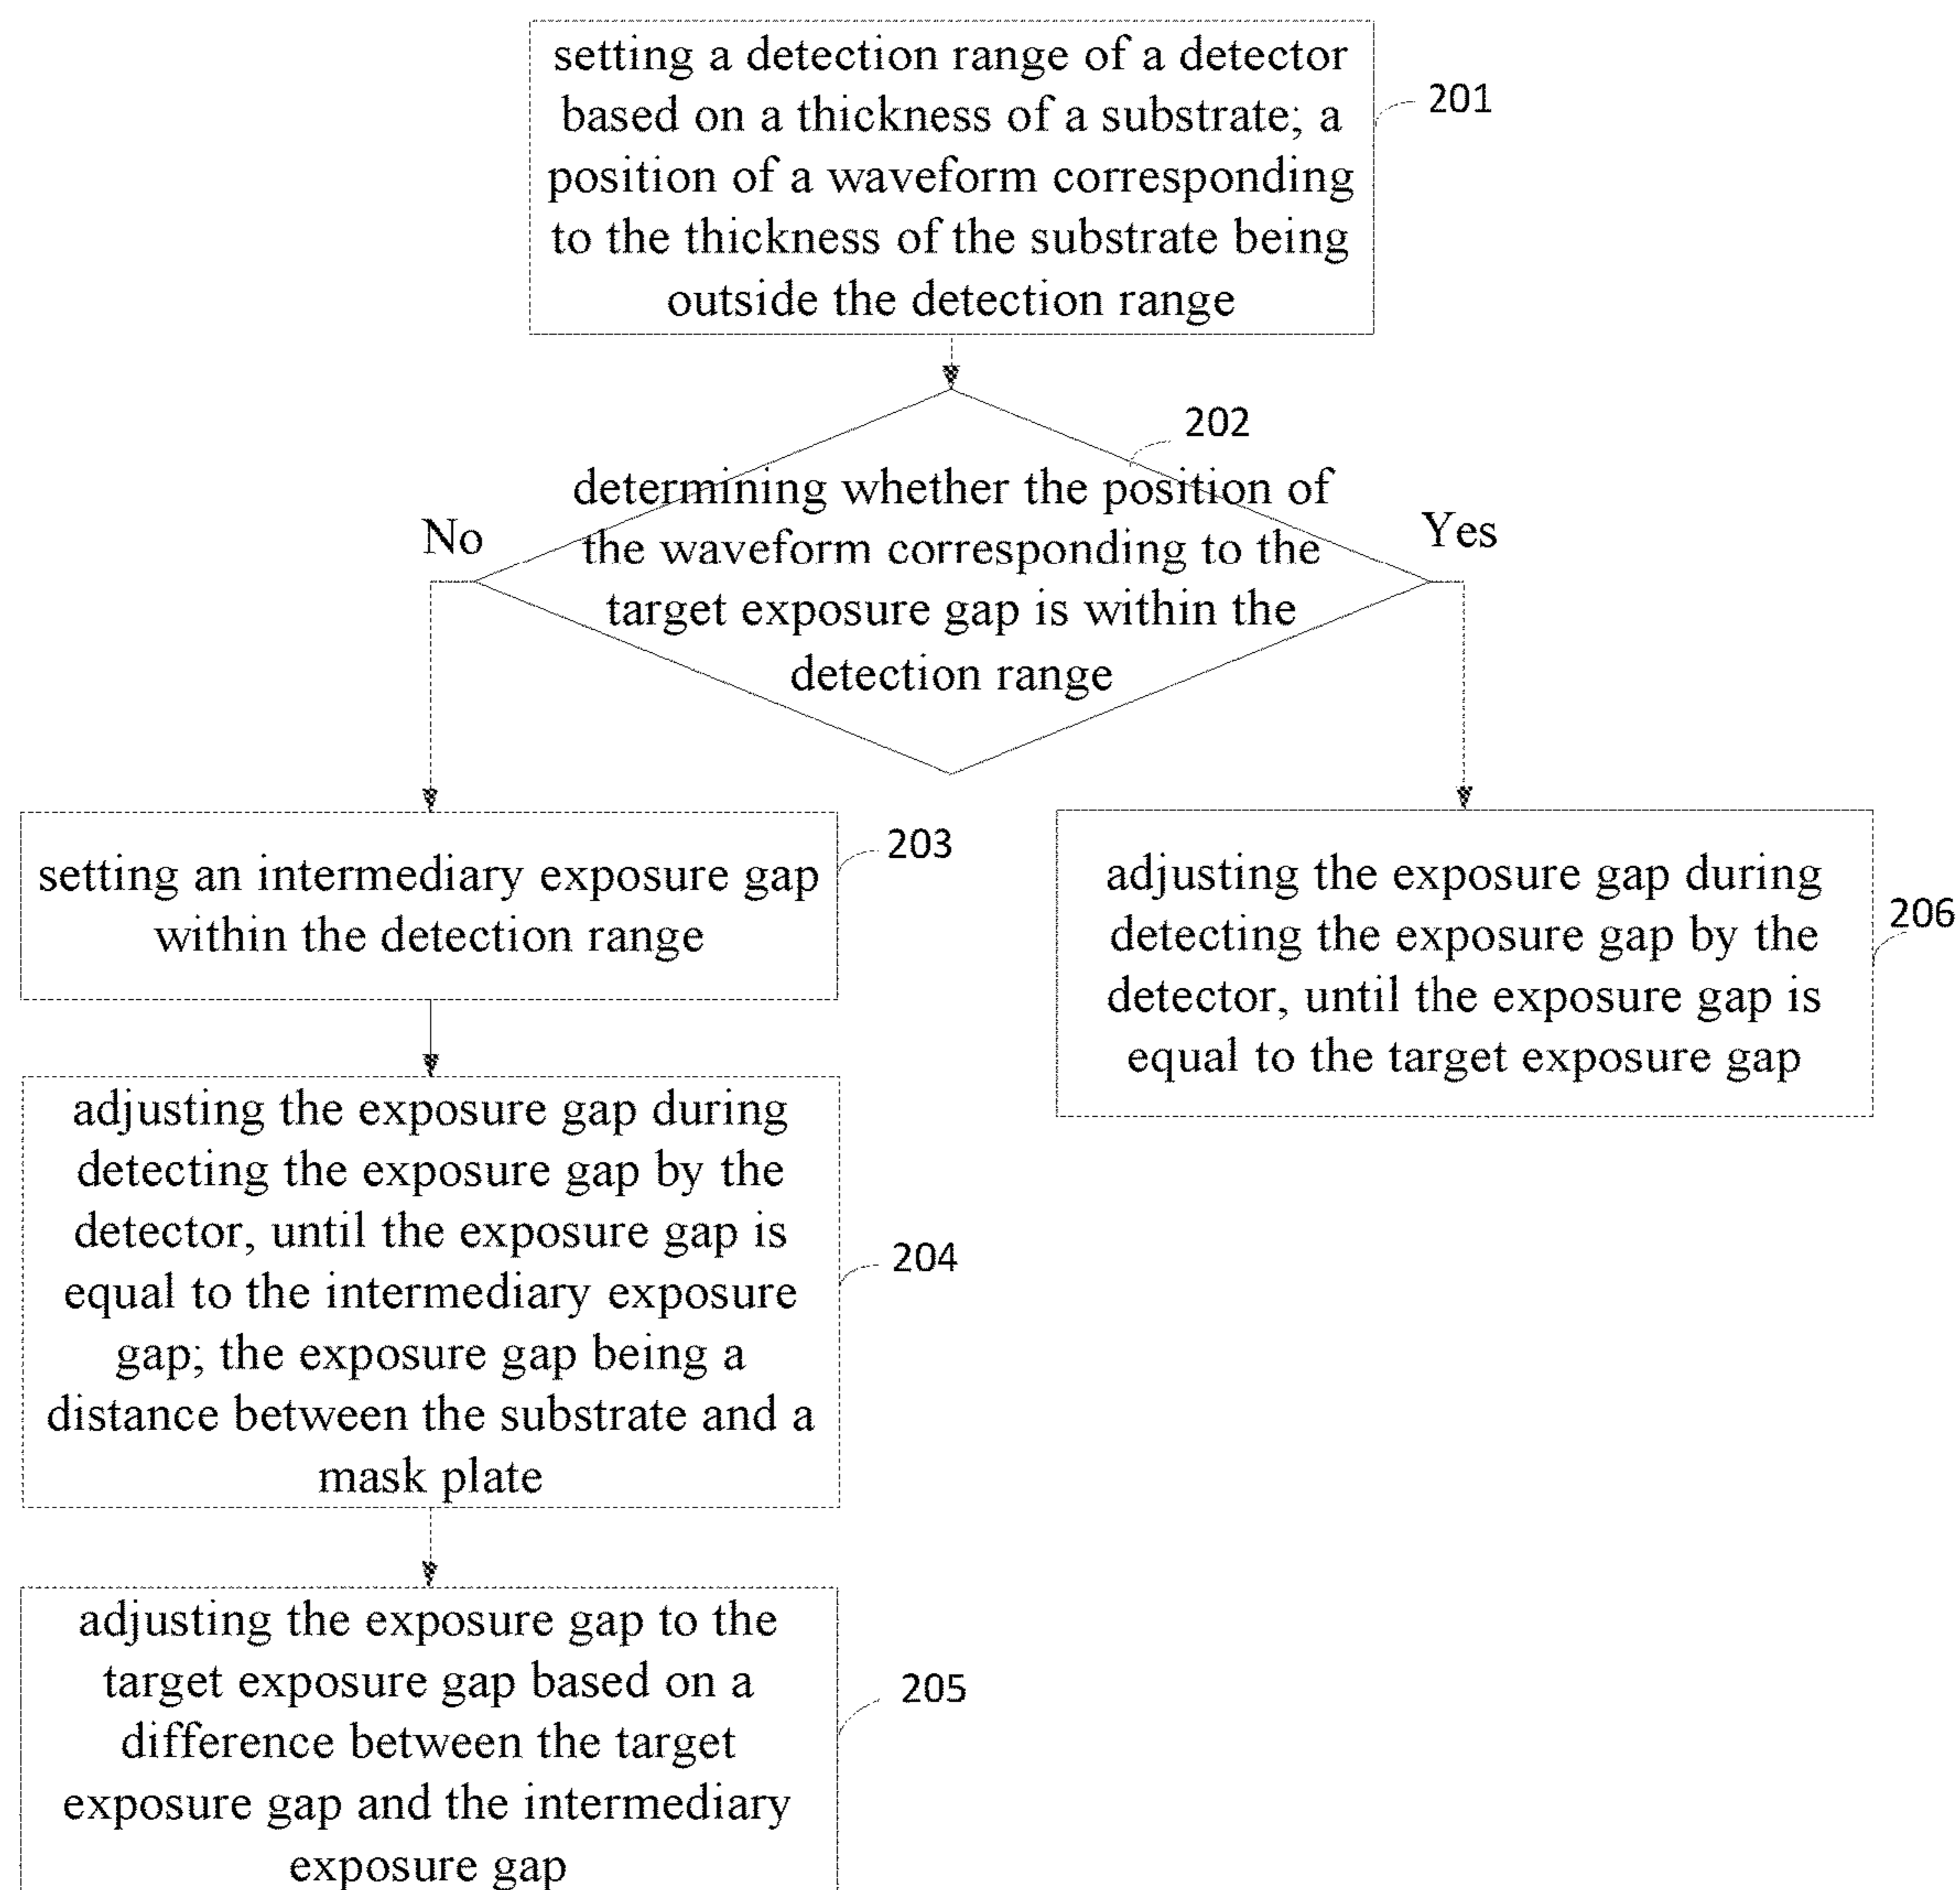 setting a detection range of a detector
based on a thickness of a substrate; a
position of a waveform corresponding
to the thickness of the substrate being
outside the detection range
201
202
determining whether the position of
the waveform corresponding to the
target exposure gap is within the
detection range
No
Yes
setting an intermediary exposure gap
within the detection range
203
adjusting the exposure gap during
detecting the exposure gap by the
detector, until the exposure gap is
equal to the target exposure gap
206
adjusting the exposure gap during
detecting the exposure gap by the
detector, until the exposure gap is
equal to the intermediary exposure
gap; the exposure gap being a
distance between the substrate and a
mask plate
204
adjusting the exposure gap to the
target exposure gap based on a
difference between the target
exposure gap and the intermediary
exposure gap
205